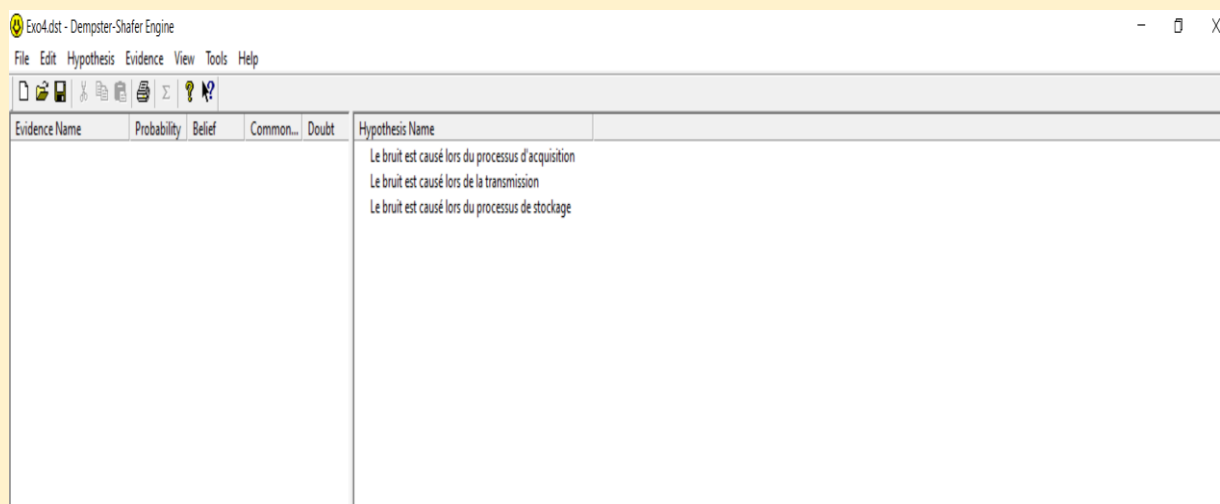 Exo4.dst - Dempster-Shafer Engine
File Edit Hypothesis Evidence View Tools Help
Evidence Name Probability Belief Common... Doubt Hypothesis Name
Le bruit est causé lors du processus d'acquisition
Le bruit est causé lors de la transmission
Le bruit est causé lors du processus de stockage